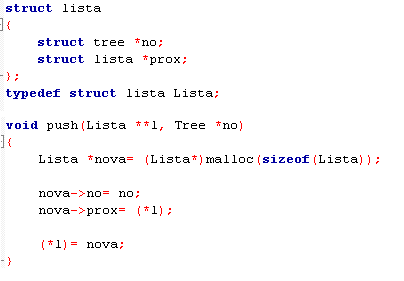 struct lista
{
    struct tree *no;
    struct lista *prox;
};
typedef struct lista Lista;

void push(Lista **l, Tree *no)
{
    Lista *nova= (Lista*)malloc(sizeof(Lista));

    nova->no= no;
    nova->prox= (*l);

    (*l)= nova;
}